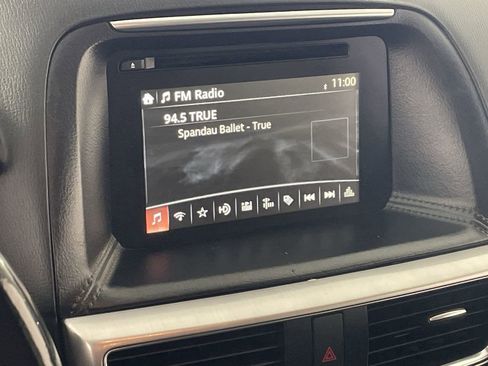 FM Radio
11:00
94.5 TRUE
Spandau Ballet - True